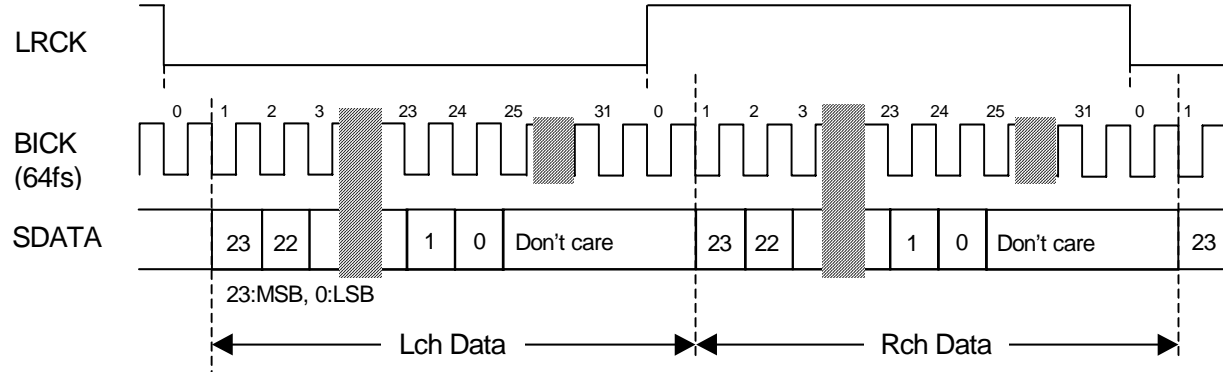 LRCK
0 1 2 3 23 24 25 31 0 1 2 3 23 24 25 31 0 1
BICK
(64fs)
SDATA 23 22 1 0 Don't care 23 22 1 0 Don't care 23
23:MSB, 0:LSB
Lch Data Rch Data